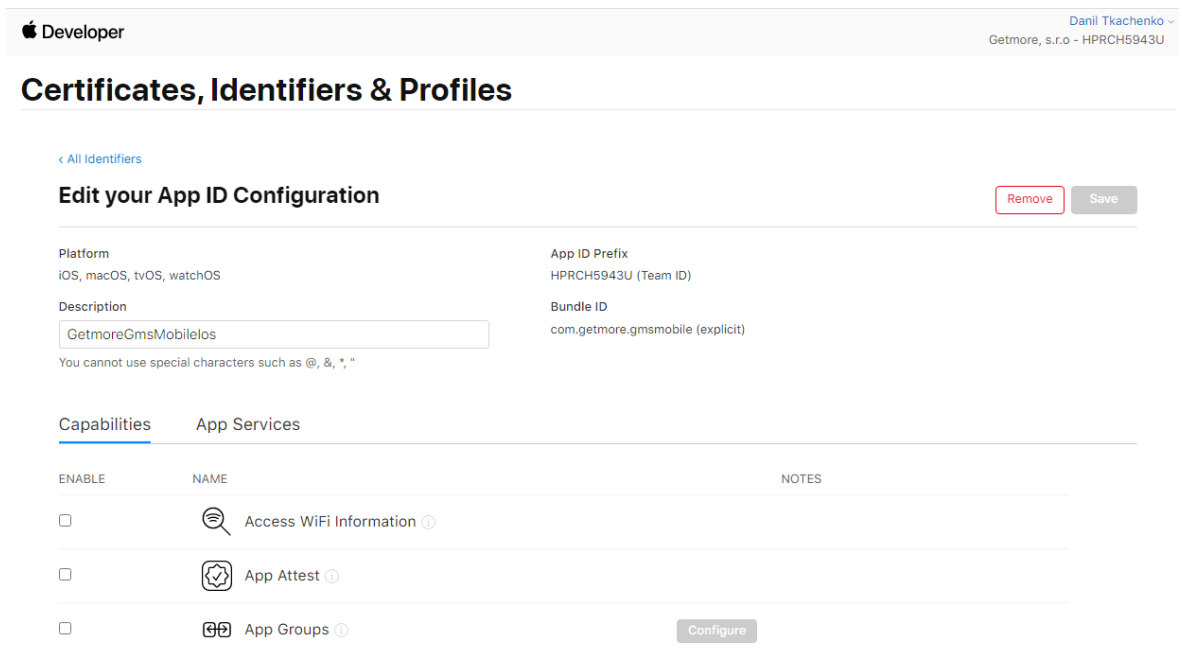 Developer
Danil Tkachenko
Getmore, s.r.o - HPRCH5943U
Certificates, Identifiers & Profiles
‹ All Identifiers
Edit your App ID Configuration
Remove
Save
Platform
iOS, macOS, tvOS, watchOS
App ID Prefix
HPRCH5943U (Team ID)
Description
GetmoreGmsMobileIos
You cannot use special characters such as @, &, *, "
Bundle ID
com.getmore.gmsmobile (explicit)
Capabilities
App Services
ENABLE
NAME
NOTES
Access WiFi Information
App Attest
App Groups
Configure